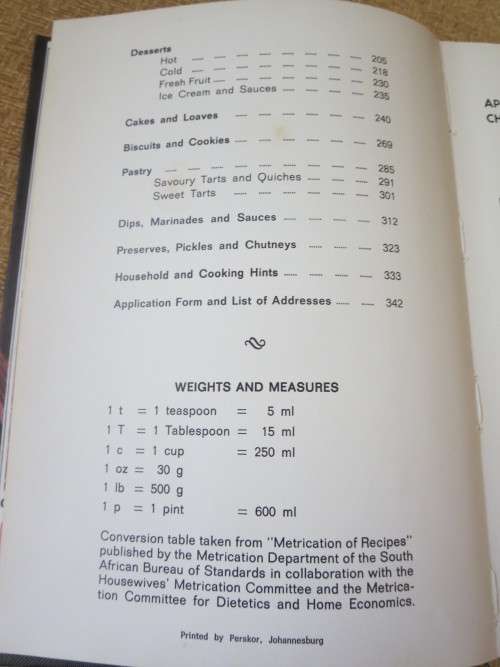 Desserts
Hot — — — — — — — 205
Cold — — — — — — — 218
Fresh Fruit — — — — — — 230
Ice Cream and Sauces — — — — 235
Cakes and Loaves — — — — — — 240
Biscuits and Cookies — — — — — — 269
Pastry — — — — — — — — 285
Savoury Tarts and Quiches — — — 291
Sweet Tarts — — — — — — 301
Dips, Marinades and Sauces — — — — 312
Preserves, Pickles and Chutneys — — — — 323
Household and Cooking Hints — — — — 333
Application Form and List of Addresses — — 342
WEIGHTS AND MEASURES
1 t = 1 teaspoon = 5 ml
1 T = 1 Tablespoon = 15 ml
1 c = 1 cup = 250 ml
1 oz = 30 g
1 lb = 500 g
1 p = 1 pint = 600 ml
Conversion table taken from "Metrication of Recipes"
published by the Metrication Department of the South
African Bureau of Standards in collaboration with the
Housewives' Metrication Committee and the Metrica-
tion Committee for Dietetics and Home Economics.
Printed by Perskor, Johannesburg
AP
CH